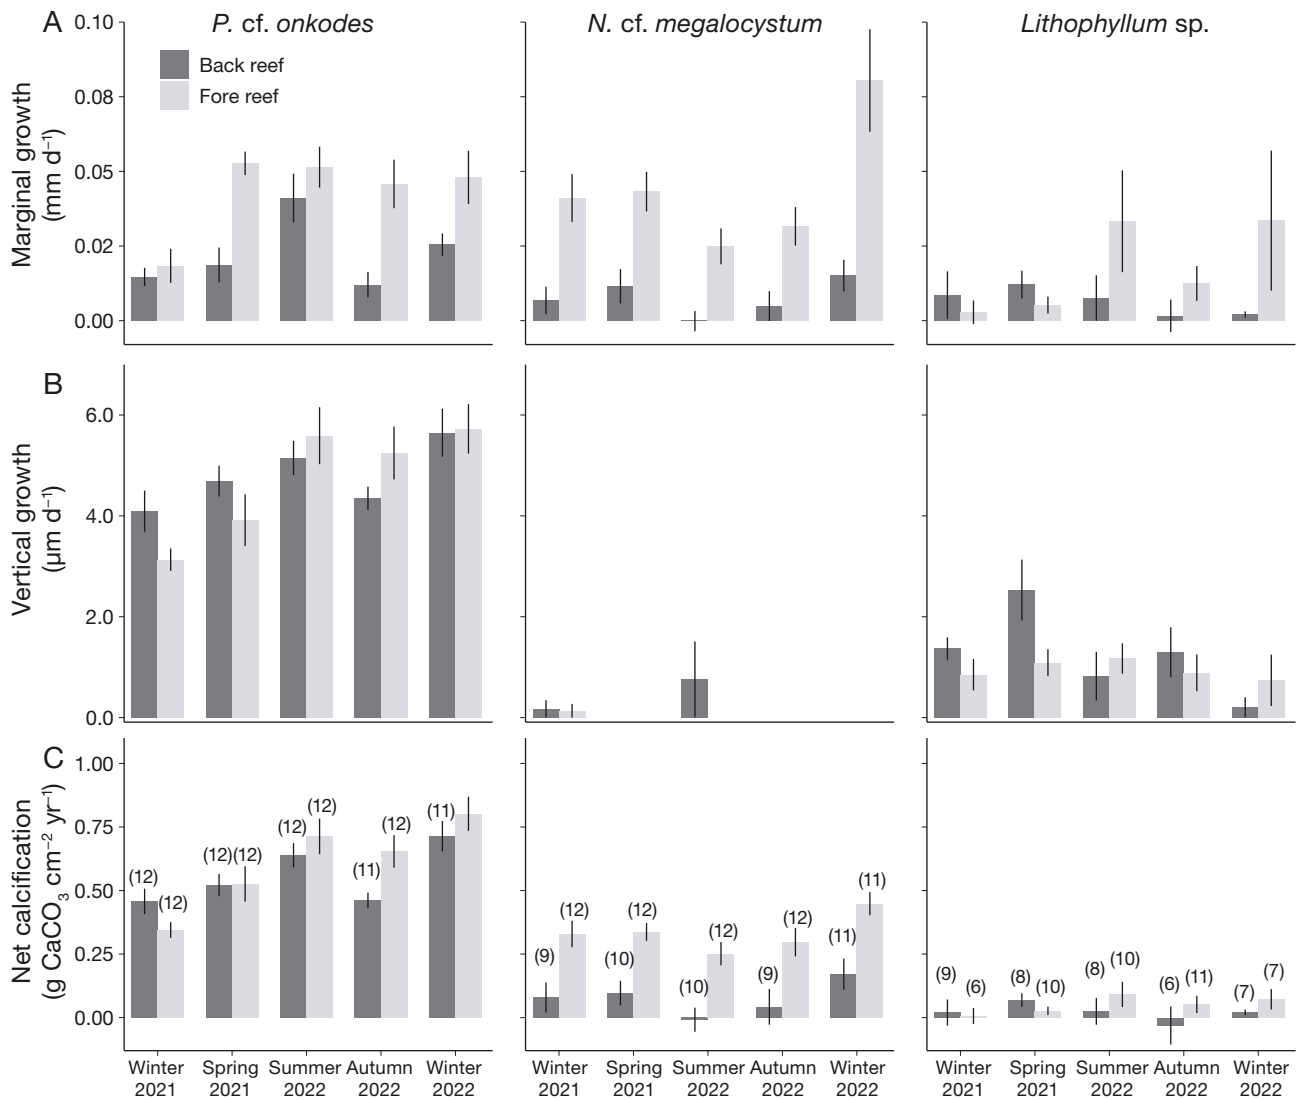 A
P. cf. onkodes
N. cf. megalocystum
Lithophyllum sp.
Back reef
Fore reef
Marginal growth
(mm d⁻¹)
0.10
0.08
0.05
0.02
0.00
B
Vertical growth
(µm d⁻¹)
6.0
4.0
2.0
0.0
C
Net calcification
(g CaCO₃ cm⁻² yr⁻¹)
1.00
0.75
0.50
0.25
0.00
(12) (12) (12) (12) (12) (12) (11) (12) (11)
(9) (12) (10) (12) (10) (12) (9) (12) (11) (11)
(9) (6) (8) (10) (8) (10) (6) (11) (7) (7)
Winter Spring Summer Autumn Winter Winter Spring Summer Autumn Winter Winter Spring Summer Autumn Winter
2021 2021 2022 2022 2022 2021 2021 2022 2022 2022 2021 2021 2022 2022 2022